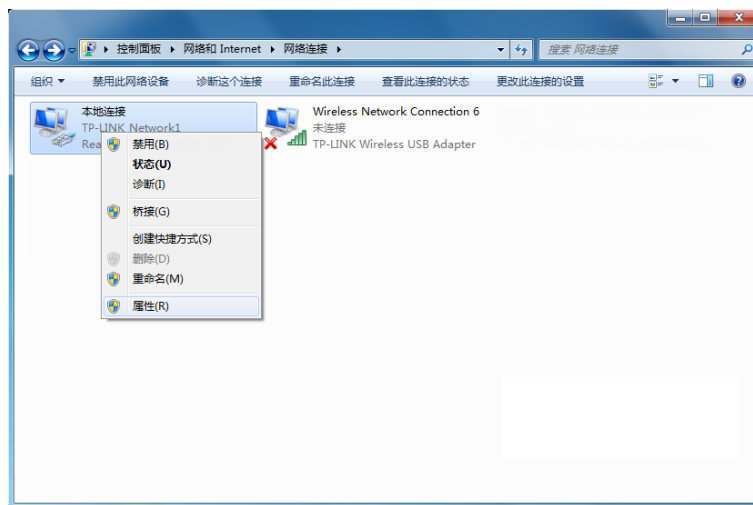 控制面板 网络和 Internet 网络连接 搜索 网络连接
组织 禁用此网络设备 诊断这个连接 重命名此连接 查看此连接的状态 更改此连接的设置
本地连接
TP-LINK Network1
Rea
Wireless Network Connection 6
未连接
TP-LINK Wireless USB Adapter
禁用(B)
状态(U)
诊断(I)
桥接(G)
创建快捷方式(S)
删除(D)
重命名(M)
属性(R)